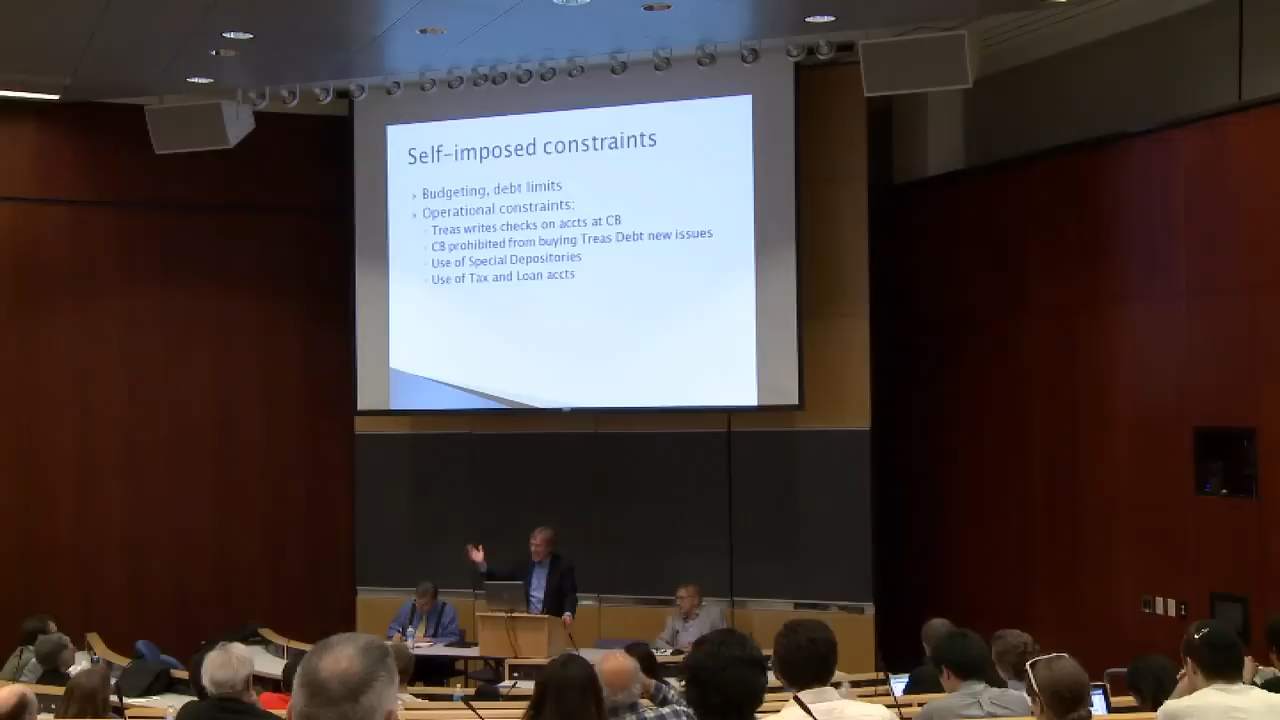 Self-imposed constraints
Budgeting, debt limits
Operational constraints:
Treas writes checks on accts at CB
CB prohibited from buying Treas Debt new issues
Use of Special Depositories
Use of Tax and Loan accts